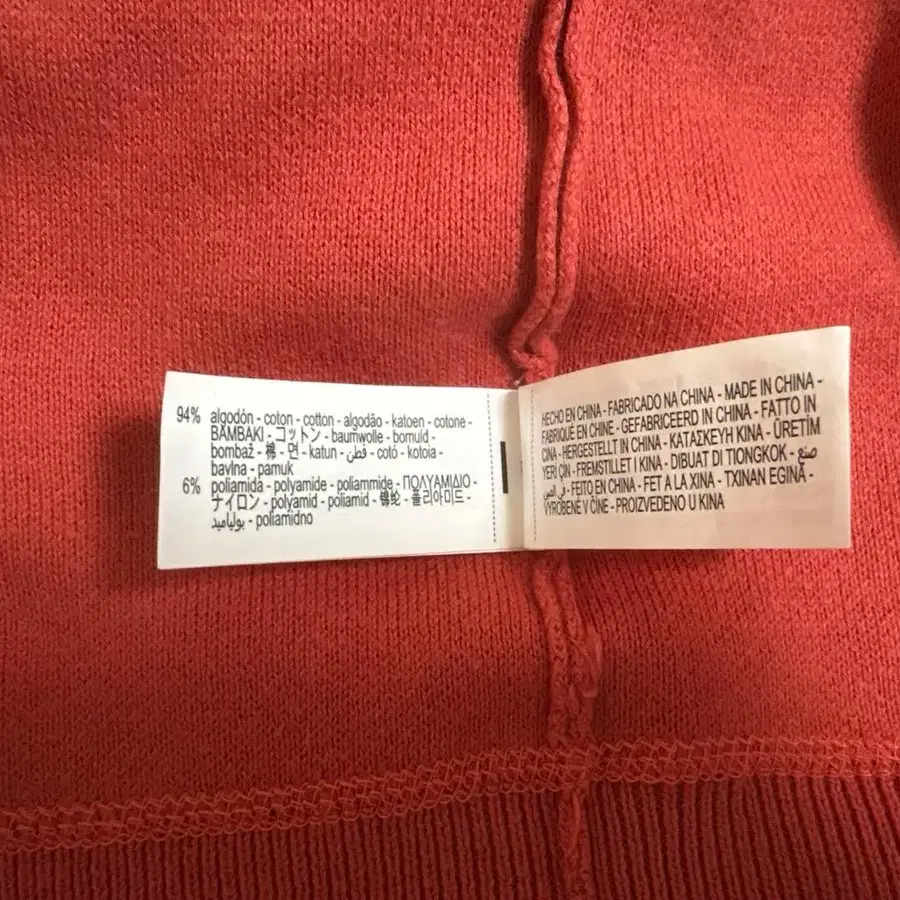 94% algodón - coton - cotton - algodão - katoen - cotone -
BAMBAKI - コットン - baumwolle - bomuld -
bombaž - 棉 - 면 - katun - قطن - cotó - kotoia -
bavlna - pamuk
6% poliamida - polyamide - poliammide - ΠΟΛΥΑΜΙΔΙΟ -
ナイロン - polyamid - poliamid - 锦纶 - 폴리아미드 -
بولياميد - poliamidno
HECHO EN CHINA - FABRICADO NA CHINA - MADE IN CHINA -
FABRIQUÉ EN CHINE - GEFABRICEERD IN CHINA - FATTO IN
CINA - HERGESTELLT IN CHINA - ΚΑΤΑΣΚΕΥΗ ΚΙΝΑ - ÜRETİM
YERİ ÇİN - FREMSTILLET I KINA - DIBUAT DI TIONGKOK - صنع
في الصين - FEITO EN CHINA - FET A LA XINA - TXINAN EGINA -
VYROBENÉ V ČÍNE - PROIZVEDENO U KINA